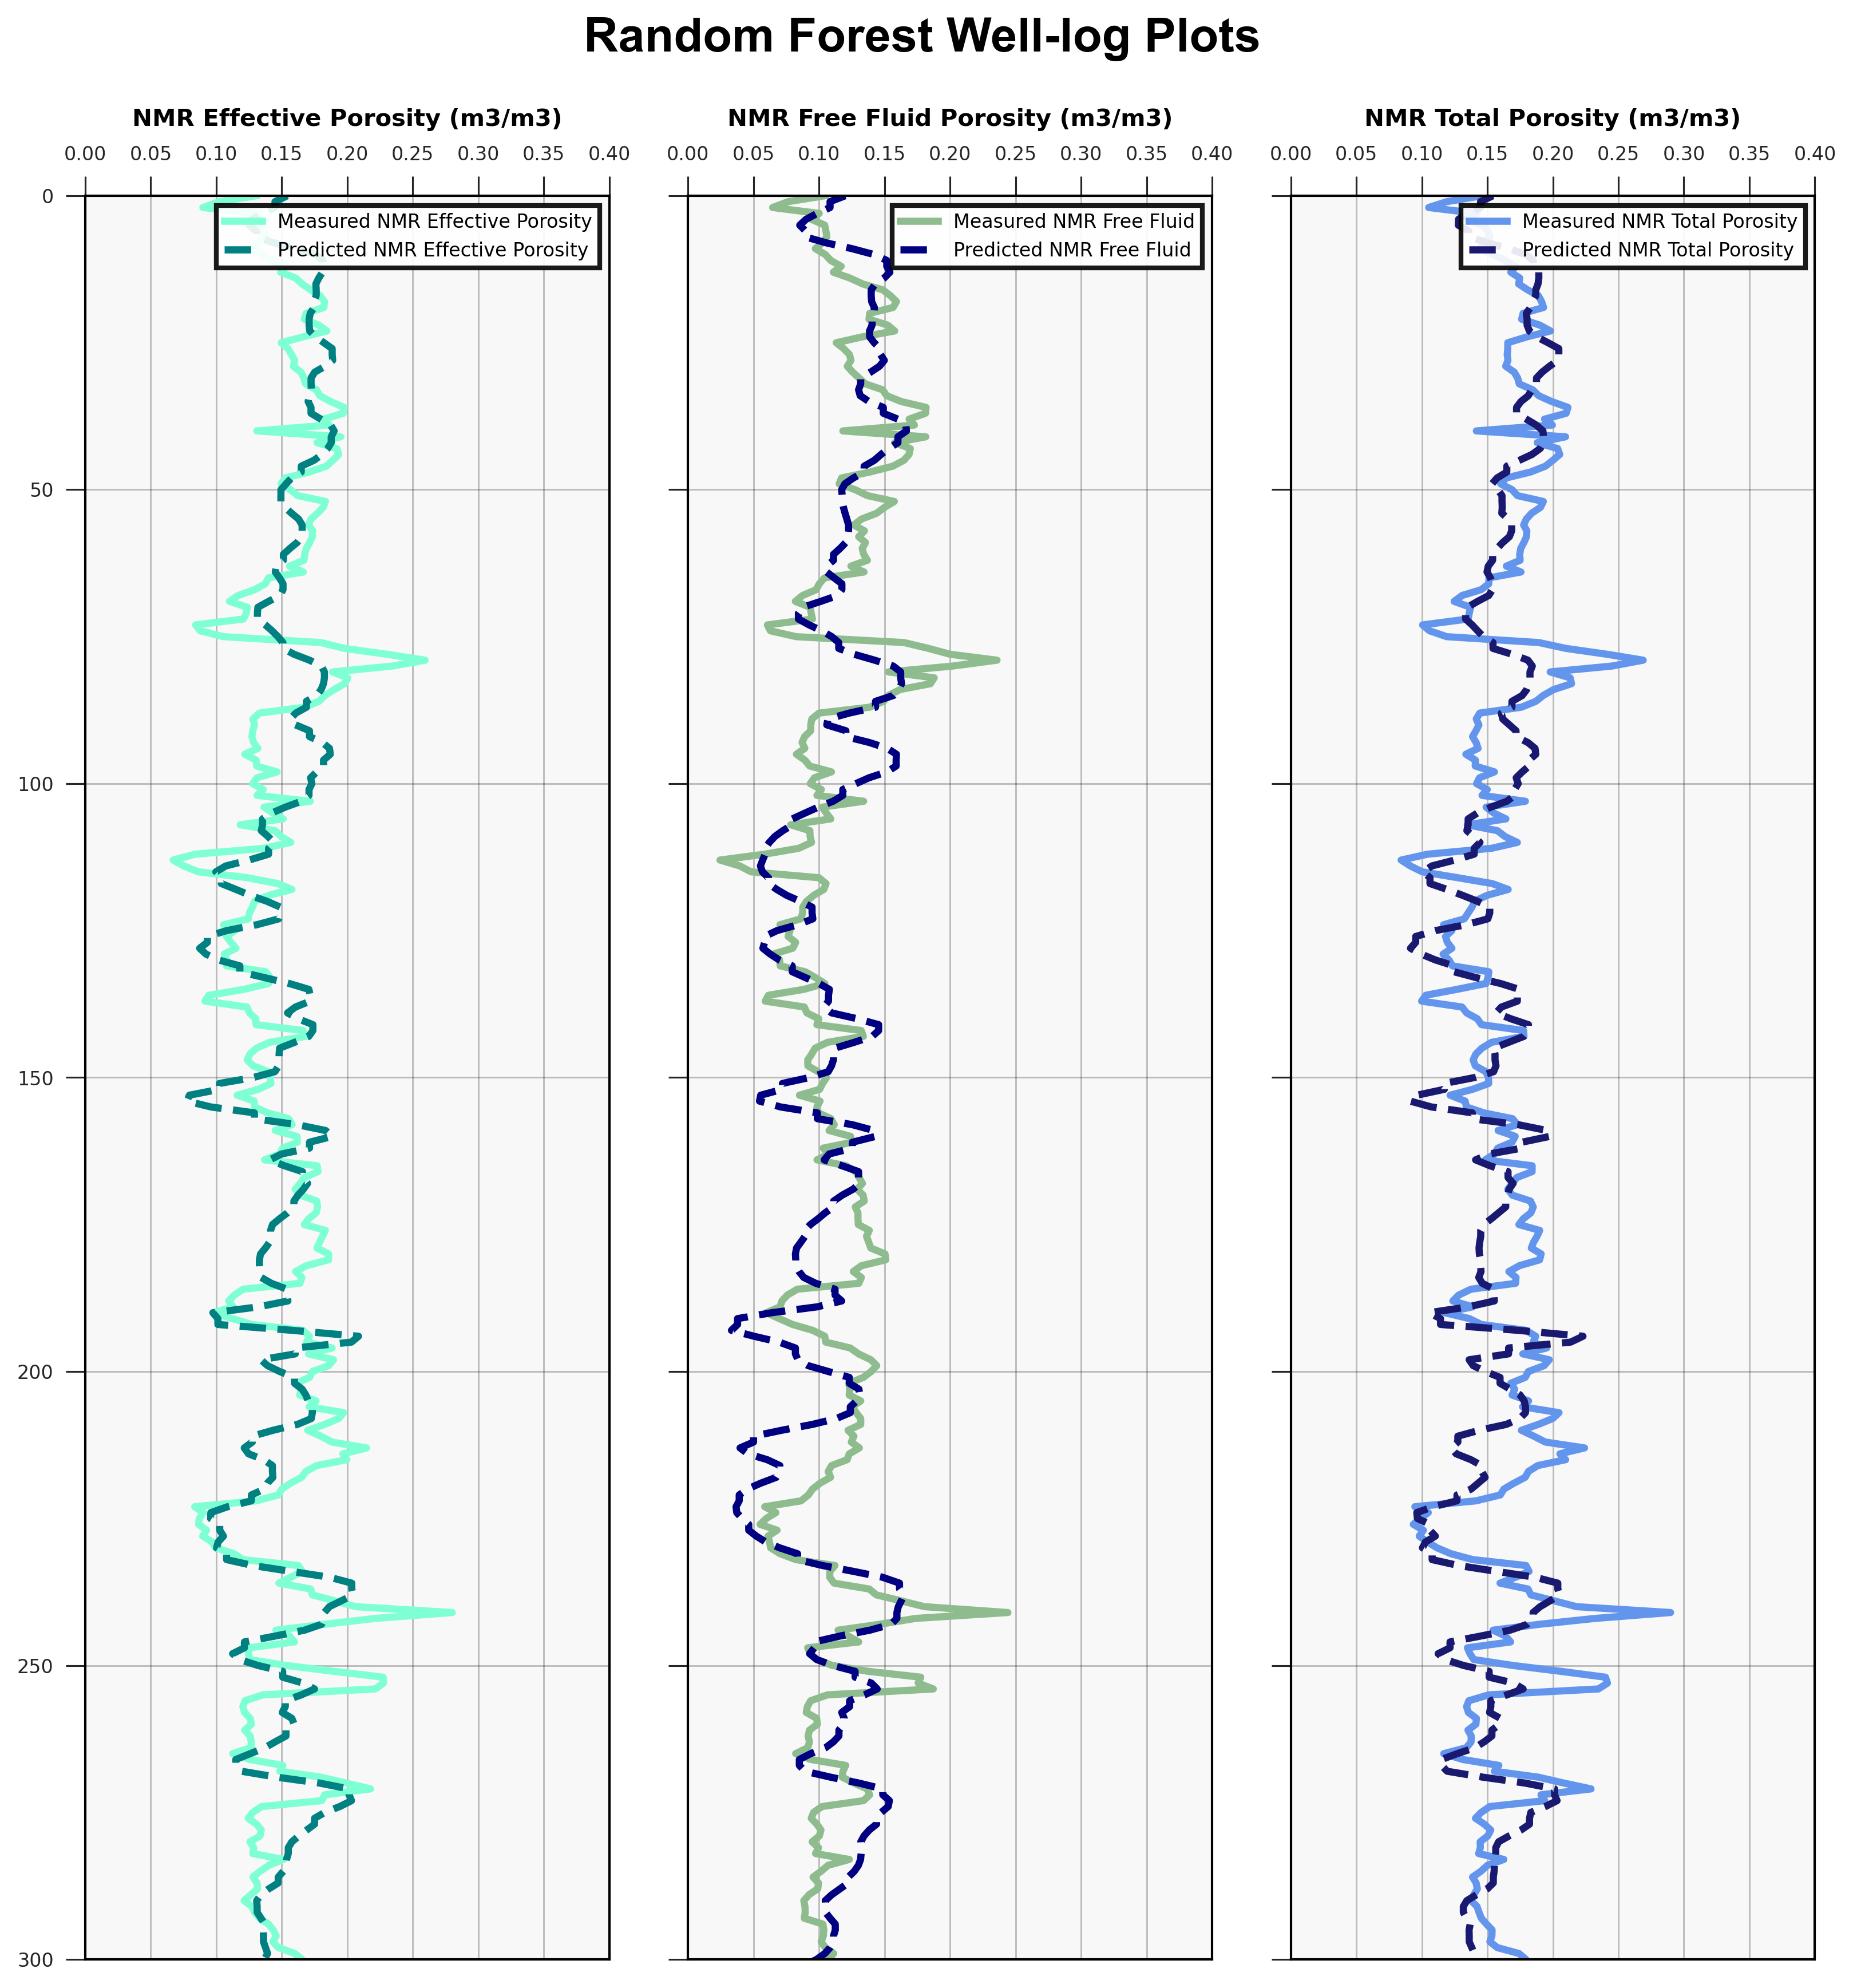 Random Forest Well-log Plots
NMR Effective Porosity (m3/m3)
0.00 0.05 0.10 0.15 0.20 0.25 0.30 0.35 0.40
Measured NMR Effective Porosity
Predicted NMR Effective Porosity
0
50
100
150
200
250
300
NMR Free Fluid Porosity (m3/m3)
0.00 0.05 0.10 0.15 0.20 0.25 0.30 0.35 0.40
Measured NMR Free Fluid
Predicted NMR Free Fluid
NMR Total Porosity (m3/m3)
0.00 0.05 0.10 0.15 0.20 0.25 0.30 0.35 0.40
Measured NMR Total Porosity
Predicted NMR Total Porosity